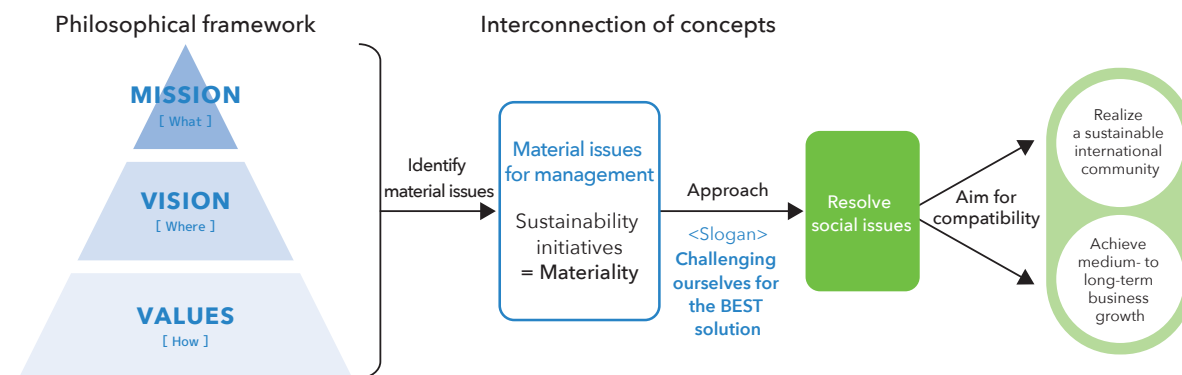 Philosophical framework
MISSION
[ What ]
VISION
[ Where ]
VALUES
[ How ]
Interconnection of concepts
Identify
material issues
Material issues
for management
Sustainability
initiatives
= Materiality
Approach
<Slogan>
Challenging
ourselves for
the BEST
solution
Resolve
social issues
Aim for
compatibility
Realize
a sustainable
international
community
Achieve
medium- to
long-term
business
growth